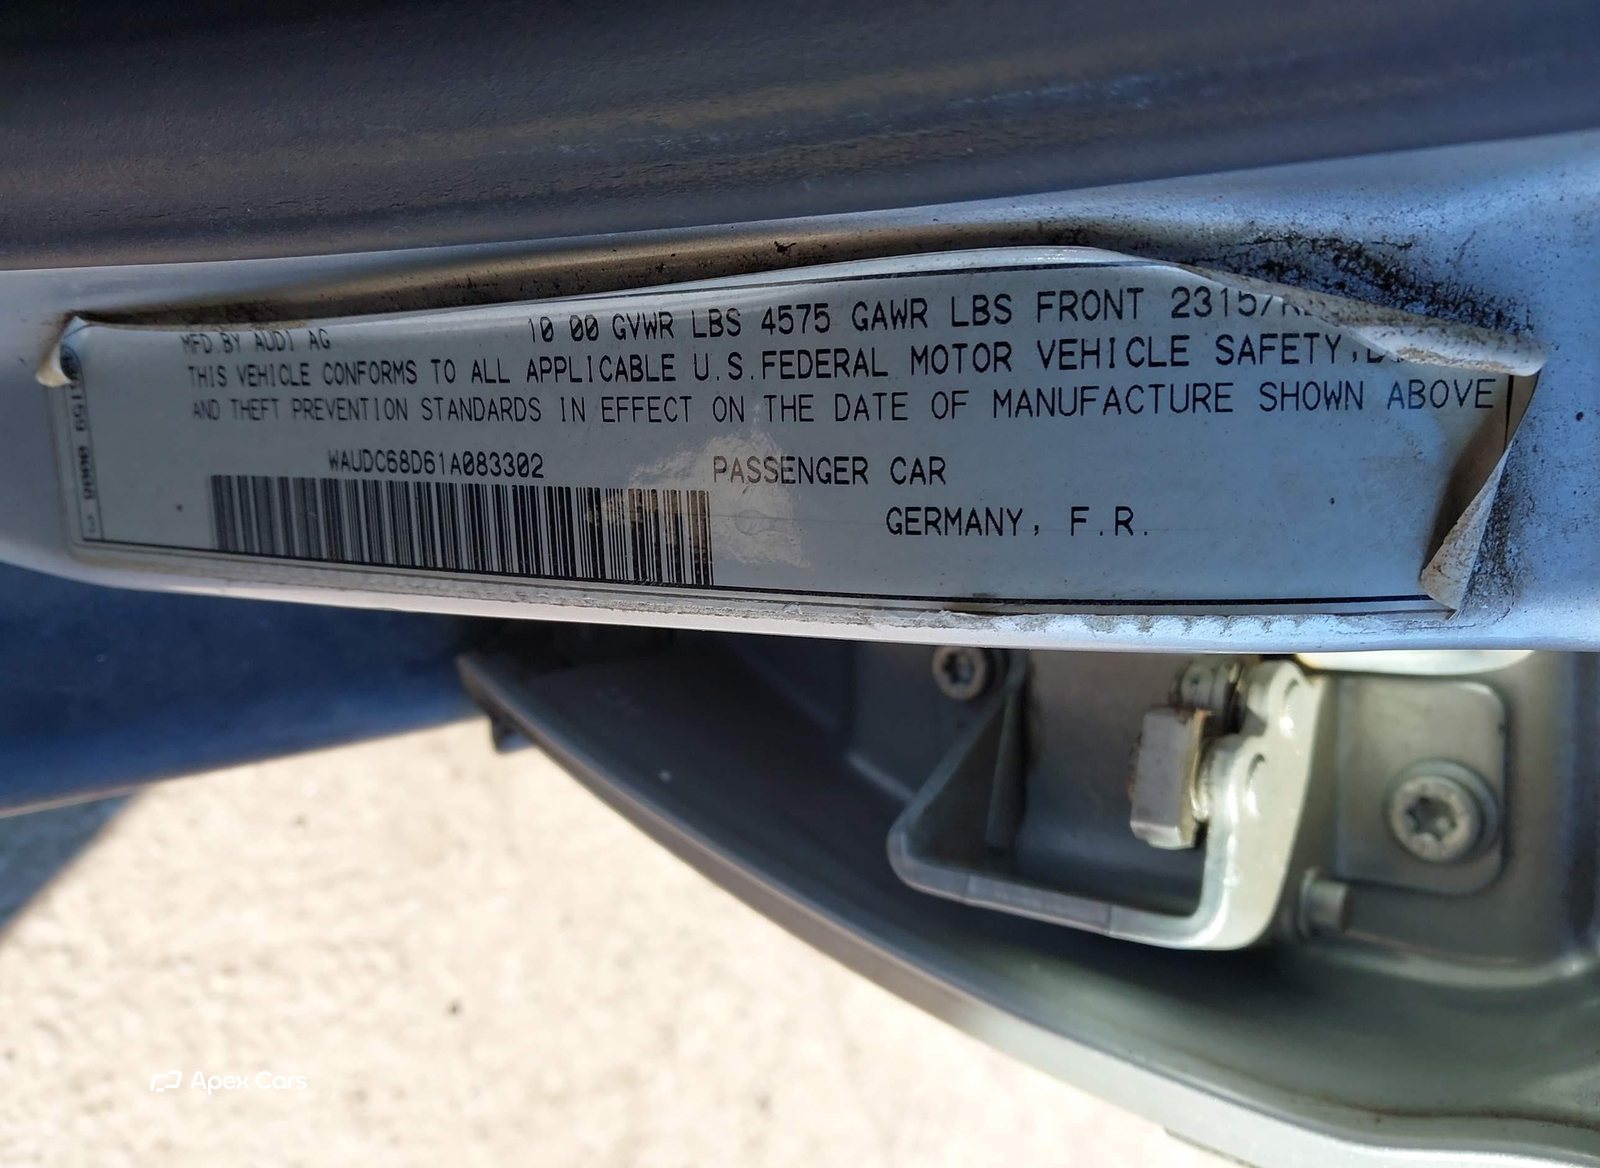 MFD BY AUDI AG 10 00 GVWR LBS 4575 GAWR LBS FRONT 2315/
THIS VEHICLE CONFORMS TO ALL APPLICABLE U.S.FEDERAL MOTOR VEHICLE SAFETY,
AND THEFT PREVENTION STANDARDS IN EFFECT ON THE DATE OF MANUFACTURE SHOWN ABOVE
WAUDC68D61A083302 PASSENGER CAR
GERMANY, F.R.
Apex Cars